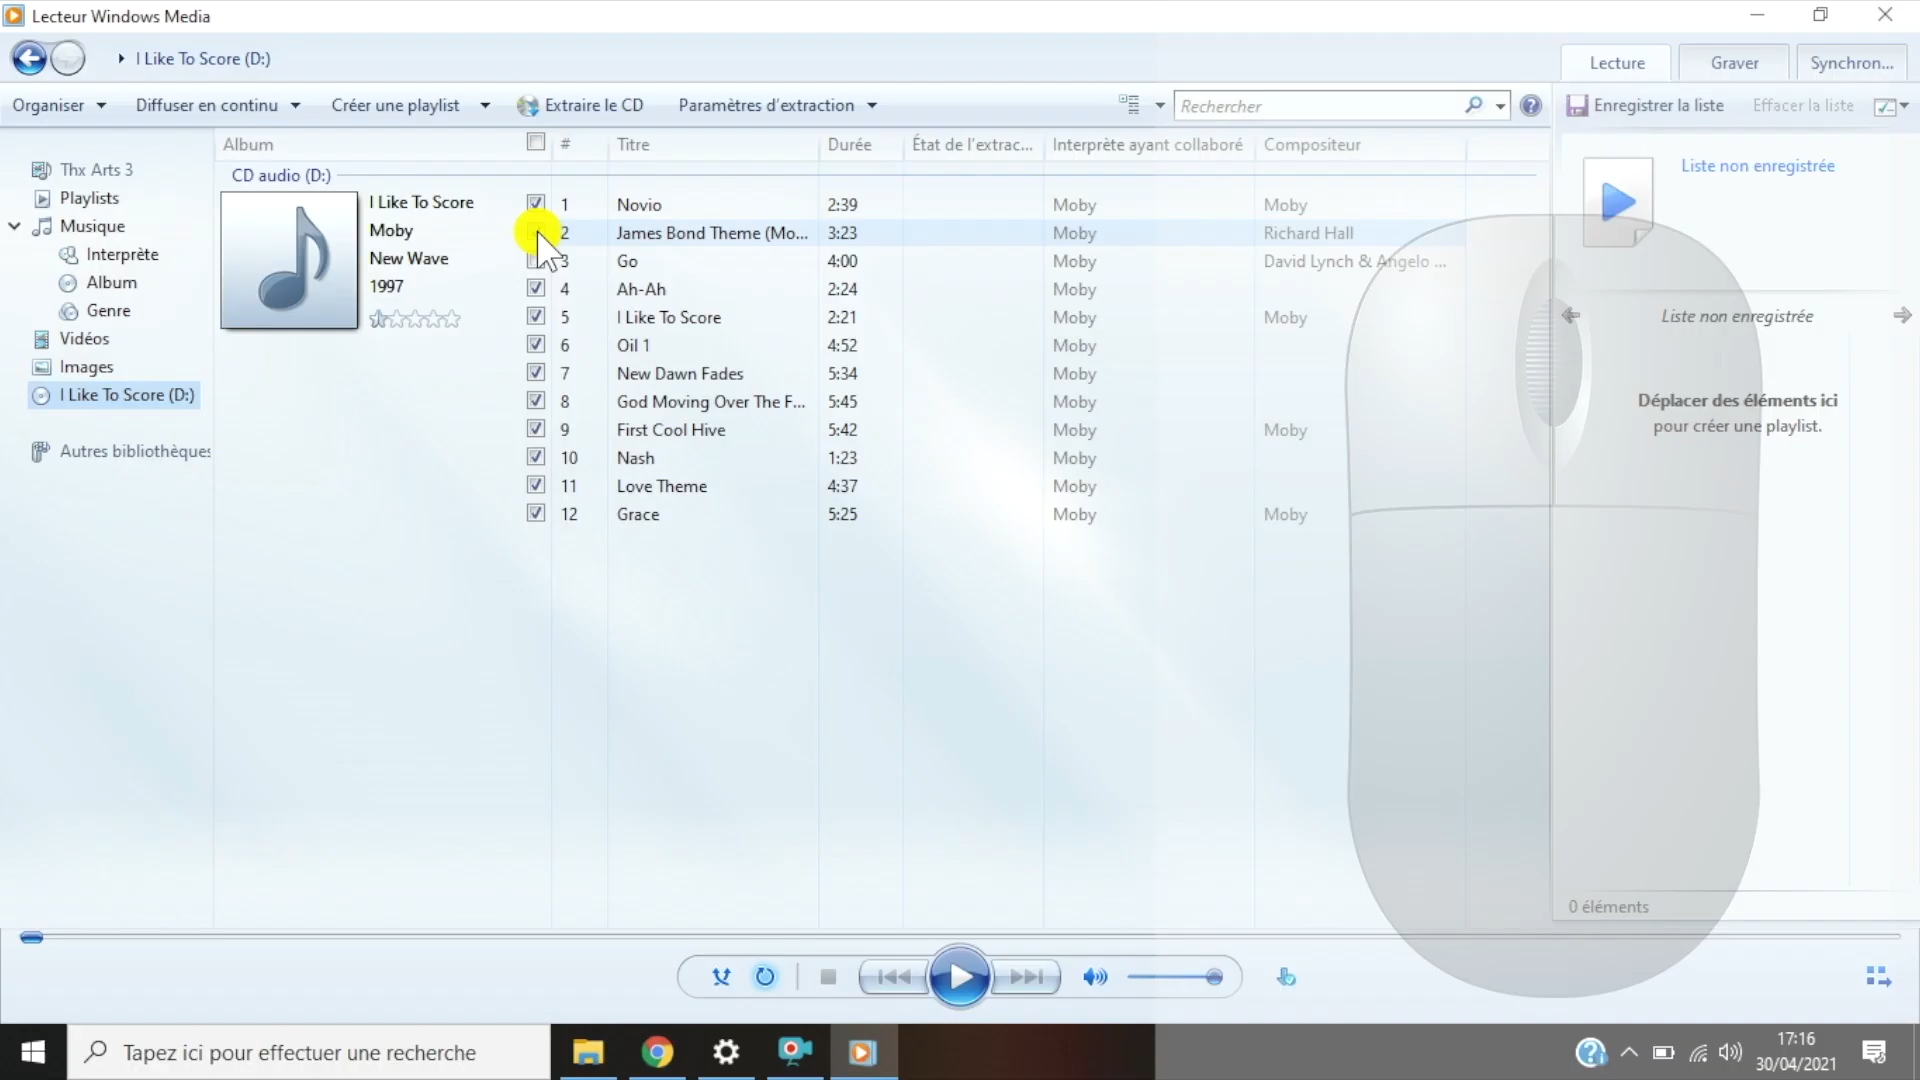 Lecteur Windows Media
I Like To Score (D:)
Lecture Graver Synchron...
Organiser Diffuser en continu Créer une playlist Extraire le CD Paramètres d'extraction Rechercher Enregistrer la liste Effacer la liste
Album # Titre Durée État de l'extrac... Interprète ayant collaboré Compositeur
Thx Arts 3
Playlists
Musique
Interprète
Album
Genre
Vidéos
Images
I Like To Score (D:)
Autres bibliothèques
CD audio (D:)
I Like To Score
Moby
New Wave
1997
1 Novio 2:39 Moby Moby
2 James Bond Theme (Mo... 3:23 Moby Richard Hall
3 Go 4:00 Moby David Lynch & Angelo ...
4 Ah-Ah 2:24 Moby
5 I Like To Score 2:21 Moby Moby
6 Oil 1 4:52 Moby
7 New Dawn Fades 5:34 Moby
8 God Moving Over The F... 5:45 Moby
9 First Cool Hive 5:42 Moby Moby
10 Nash 1:23 Moby
11 Love Theme 4:37 Moby
12 Grace 5:25 Moby Moby
Liste non enregistrée
Liste non enregistrée
Déplacer des éléments ici
pour créer une playlist.
0 éléments
Tapez ici pour effectuer une recherche
17:16
30/04/2021